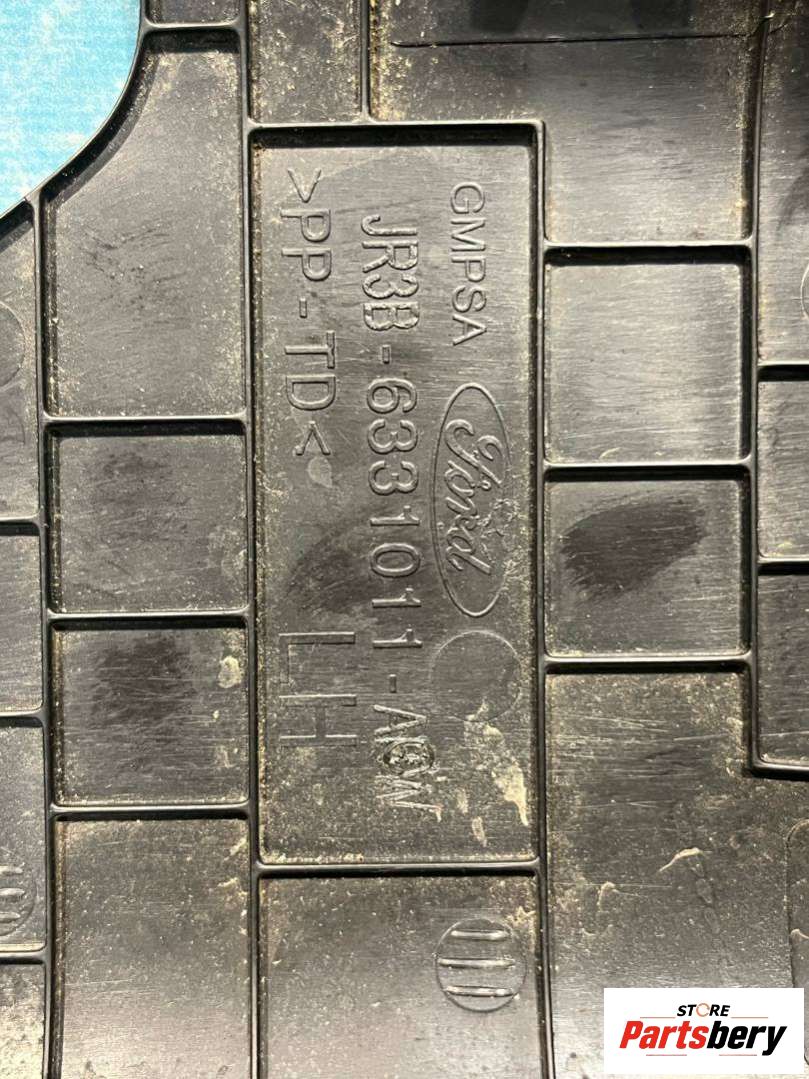 GMPSA Ford
JR3B-6331011-A W
>PP-TD< LH
STORE
Partsbery